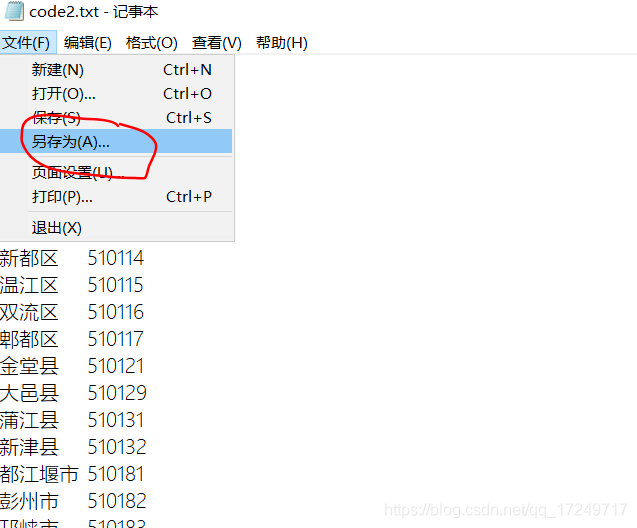 code2.txt - 记事本
文件(F) 编辑(E) 格式(O) 查看(V) 帮助(H)
新建(N) Ctrl+N
打开(O)... Ctrl+O
保存(S) Ctrl+S
另存为(A)...
页面设置(U)...
打印(P)... Ctrl+P
退出(X)
新都区 510114
温江区 510115
双流区 510116
郫都区 510117
金堂县 510121
大邑县 510129
蒲江县 510131
新津县 510132
都江堰市 510181
彭州市 510182
邛崃市 510183
https://blog.csdn.net/qq_17249717